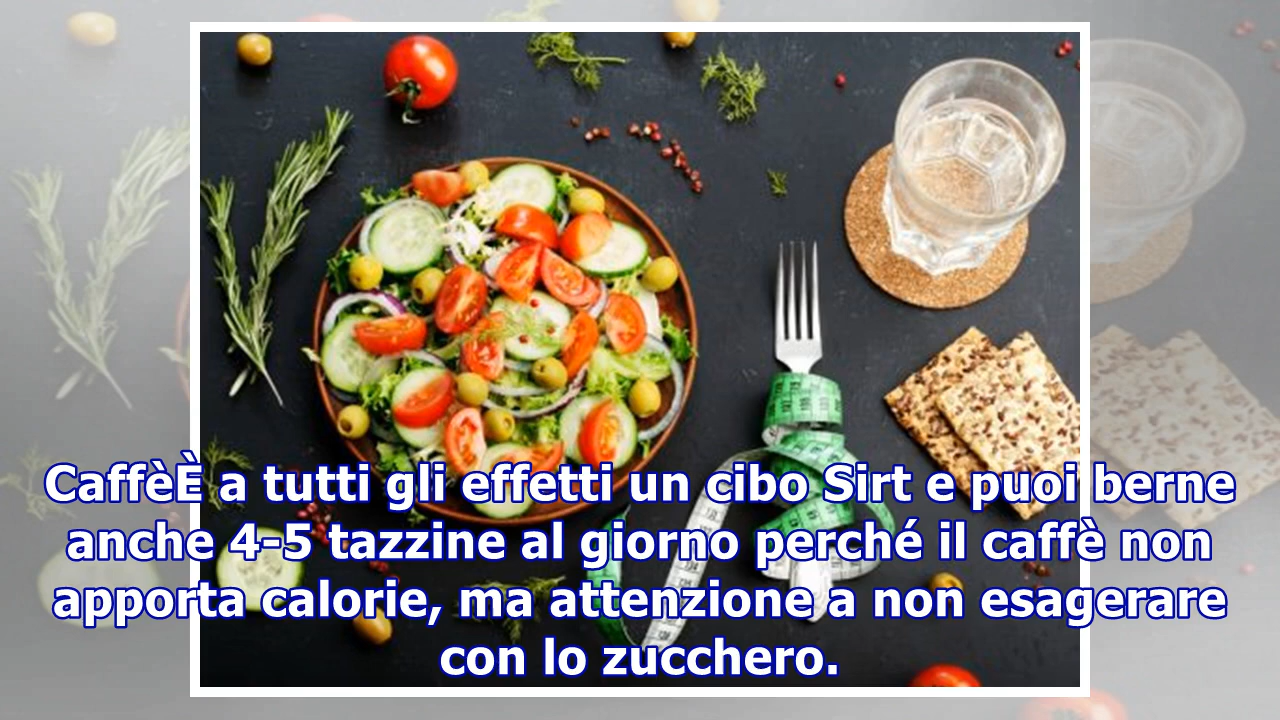 CaffèÈ a tutti gli effetti un cibo Sirt e puoi berne
anche 4-5 tazzine al giorno perché il caffè non
apporta calorie, ma attenzione a non esagerare
con lo zucchero.